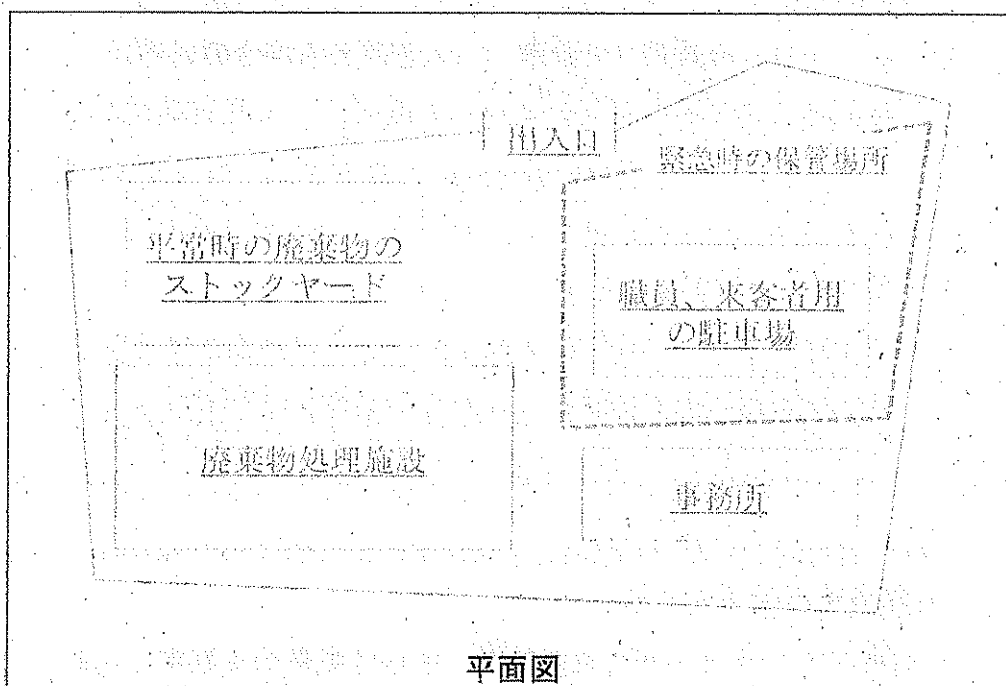 出入口
緊急時の保管場所
平常時の廃棄物の
ストックヤード
職員、来客者用
の駐車場
廃棄物処理施設
事務所
平面図